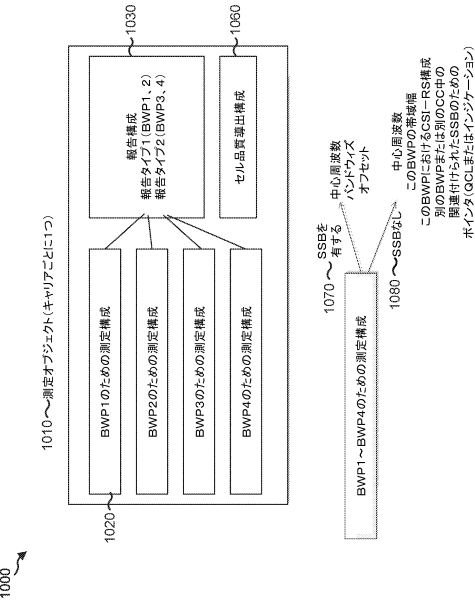 1000
1010
測定オブジェクト(キャリアごとに1つ)
1020
BWP1のための測定構成
BWP2のための測定構成
BWP3のための測定構成
BWP4のための測定構成
1030
報告構成
報告タイプ1(BWP1、2)
報告タイプ2(BWP3、4)
1060
セル品質導出構成
BWP1～BWP4のための測定構成
1070
SSBを
有する
中心周波数
バンドウィズ
オフセット
1080
SSBなし
中心周波数
このBWPの帯域幅
このBWPにおけるCSI-RS構成
別のBWPまたは別のCC中の
関連付けられたSSBのための
ポインタ(QCLまたはインジケーション)